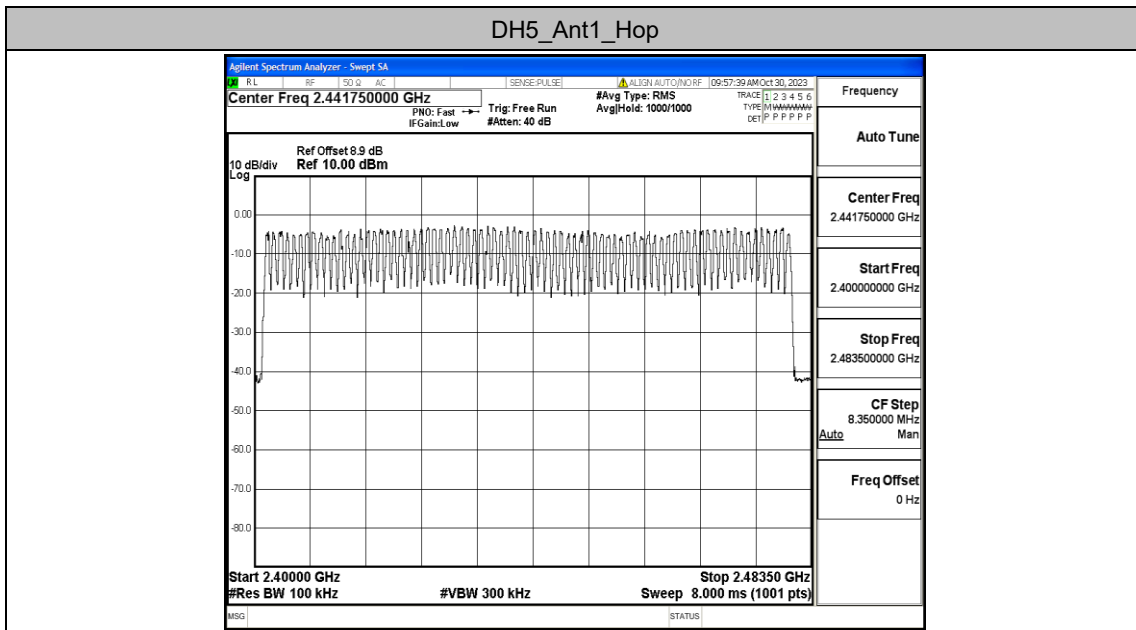 DH5_Ant1_Hop
Agilent Spectrum Analyzer - Swept SA
RL RF 50 Ω AC SENSE:PULSE ALIGN AUTO/NO RF 09:57:39 AM Oct 30, 2023
Center Freq 2.441750000 GHz
PNO: Fast
IFGain:Low
Trig: Free Run
#Atten: 40 dB
#Avg Type: RMS
Avg|Hold: 1000/1000
TRACE 1 2 3 4 5 6
TYPE M WWWWW
DET P P P P P P
Ref Offset 8.9 dB
10 dB/div Ref 10.00 dBm
Log
0.00
-10.0
-20.0
-30.0
-40.0
-50.0
-60.0
-70.0
-80.0
Start 2.40000 GHz Stop 2.48350 GHz
#Res BW 100 kHz #VBW 300 kHz Sweep 8.000 ms (1001 pts)
MSG STATUS
Frequency
Auto Tune
Center Freq
2.441750000 GHz
Start Freq
2.400000000 GHz
Stop Freq
2.483500000 GHz
CF Step
8.350000 MHz
Auto Man
Freq Offset
0 Hz